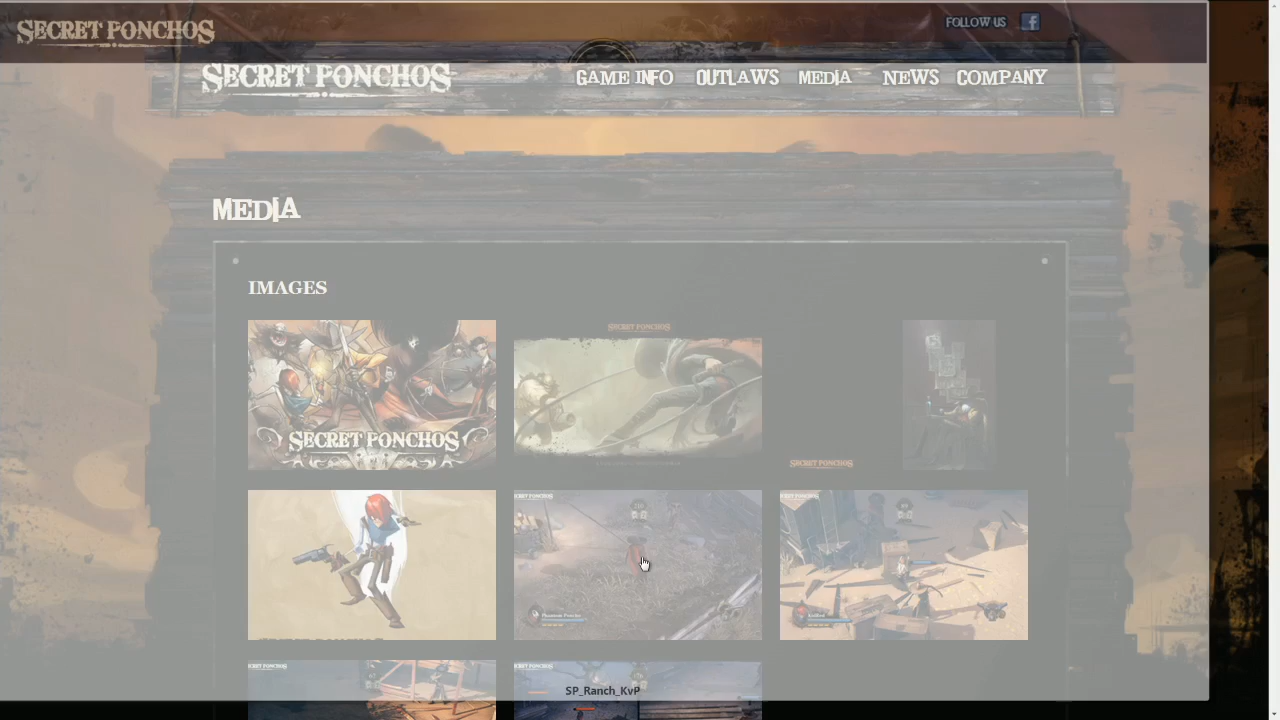 SECRET PONCHOS
FOLLOW US
SECRET PONCHOS
GAME INFO
OUTLAWS
MEDIA
NEWS
COMPANY
MEDIA
IMAGES
SECRET PONCHOS
SECRET PONCHOS
SECRET PONCHOS
SP_Ranch_KvP